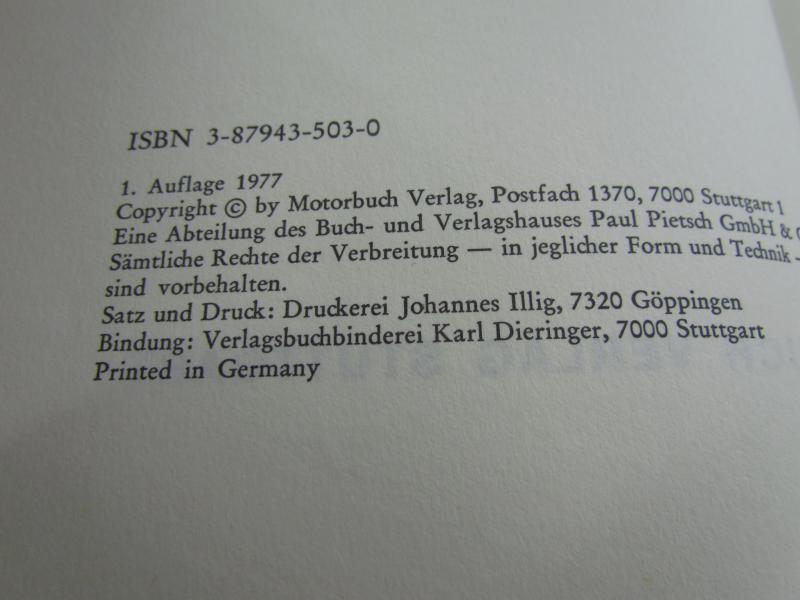 ISBN 3-87943-503-0
1. Auflage 1977
Copyright © by Motorbuch Verlag, Postfach 1370, 7000 Stuttgart 1
Eine Abteilung des Buch- und Verlagshauses Paul Pietsch GmbH &
Sämtliche Rechte der Verbreitung — in jeglicher Form und Technik —
sind vorbehalten.
Satz und Druck: Druckerei Johannes Illig, 7320 Göppingen
Bindung: Verlagsbuchbinderei Karl Dieringer, 7000 Stuttgart
Printed in Germany